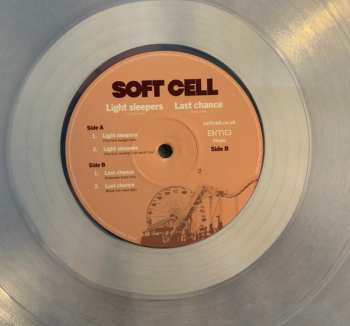 SOFT CELL
Light sleepers Last chance
softcell.co.uk
BMG
Side B
Side A
1. Light sleepers
2. Light sleepers
Side B
1. Last chance
2. Last chance